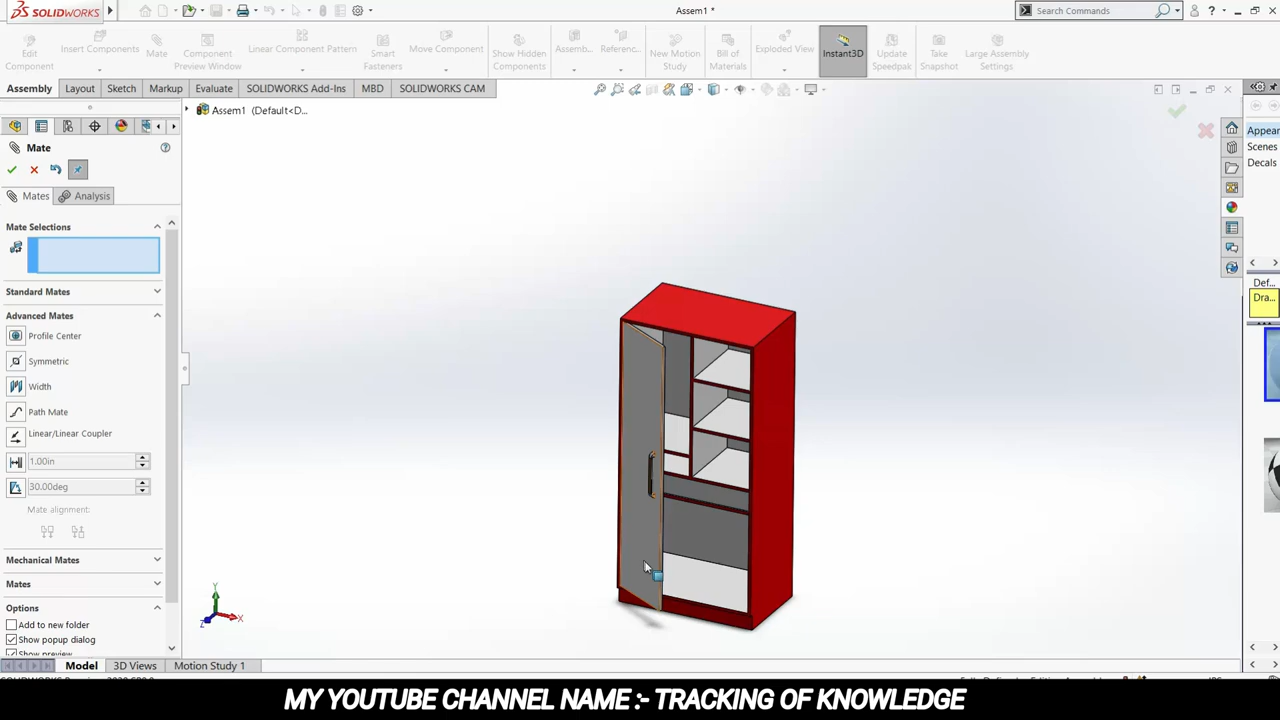 SOLIDWORKS
Assem1 *
Search Commands
Edit Component
Insert Components
Mate
Component Preview Window
Linear Component Pattern
Smart Fasteners
Move Component
Show Hidden Components
Assemb...
Referenc...
New Motion Study
Bill of Materials
Exploded View
Instant3D
Update Speedpak
Take Snapshot
Large Assembly Settings
Assembly
Layout
Sketch
Markup
Evaluate
SOLIDWORKS Add-Ins
MBD
SOLIDWORKS CAM
Assem1 (Default<D...
Mate
Mates
Analysis
Mate Selections
Standard Mates
Advanced Mates
Profile Center
Symmetric
Width
Path Mate
Linear/Linear Coupler
1.00in
30.00deg
Mate alignment:
Mechanical Mates
Mates
Options
Add to new folder
Show popup dialog
Show preview
Appear
Scenes
Decals
Def...
Dra...
Y
X
Z
Model
3D Views
Motion Study 1
MY YOUTUBE CHANNEL NAME :- TRACKING OF KNOWLEDGE